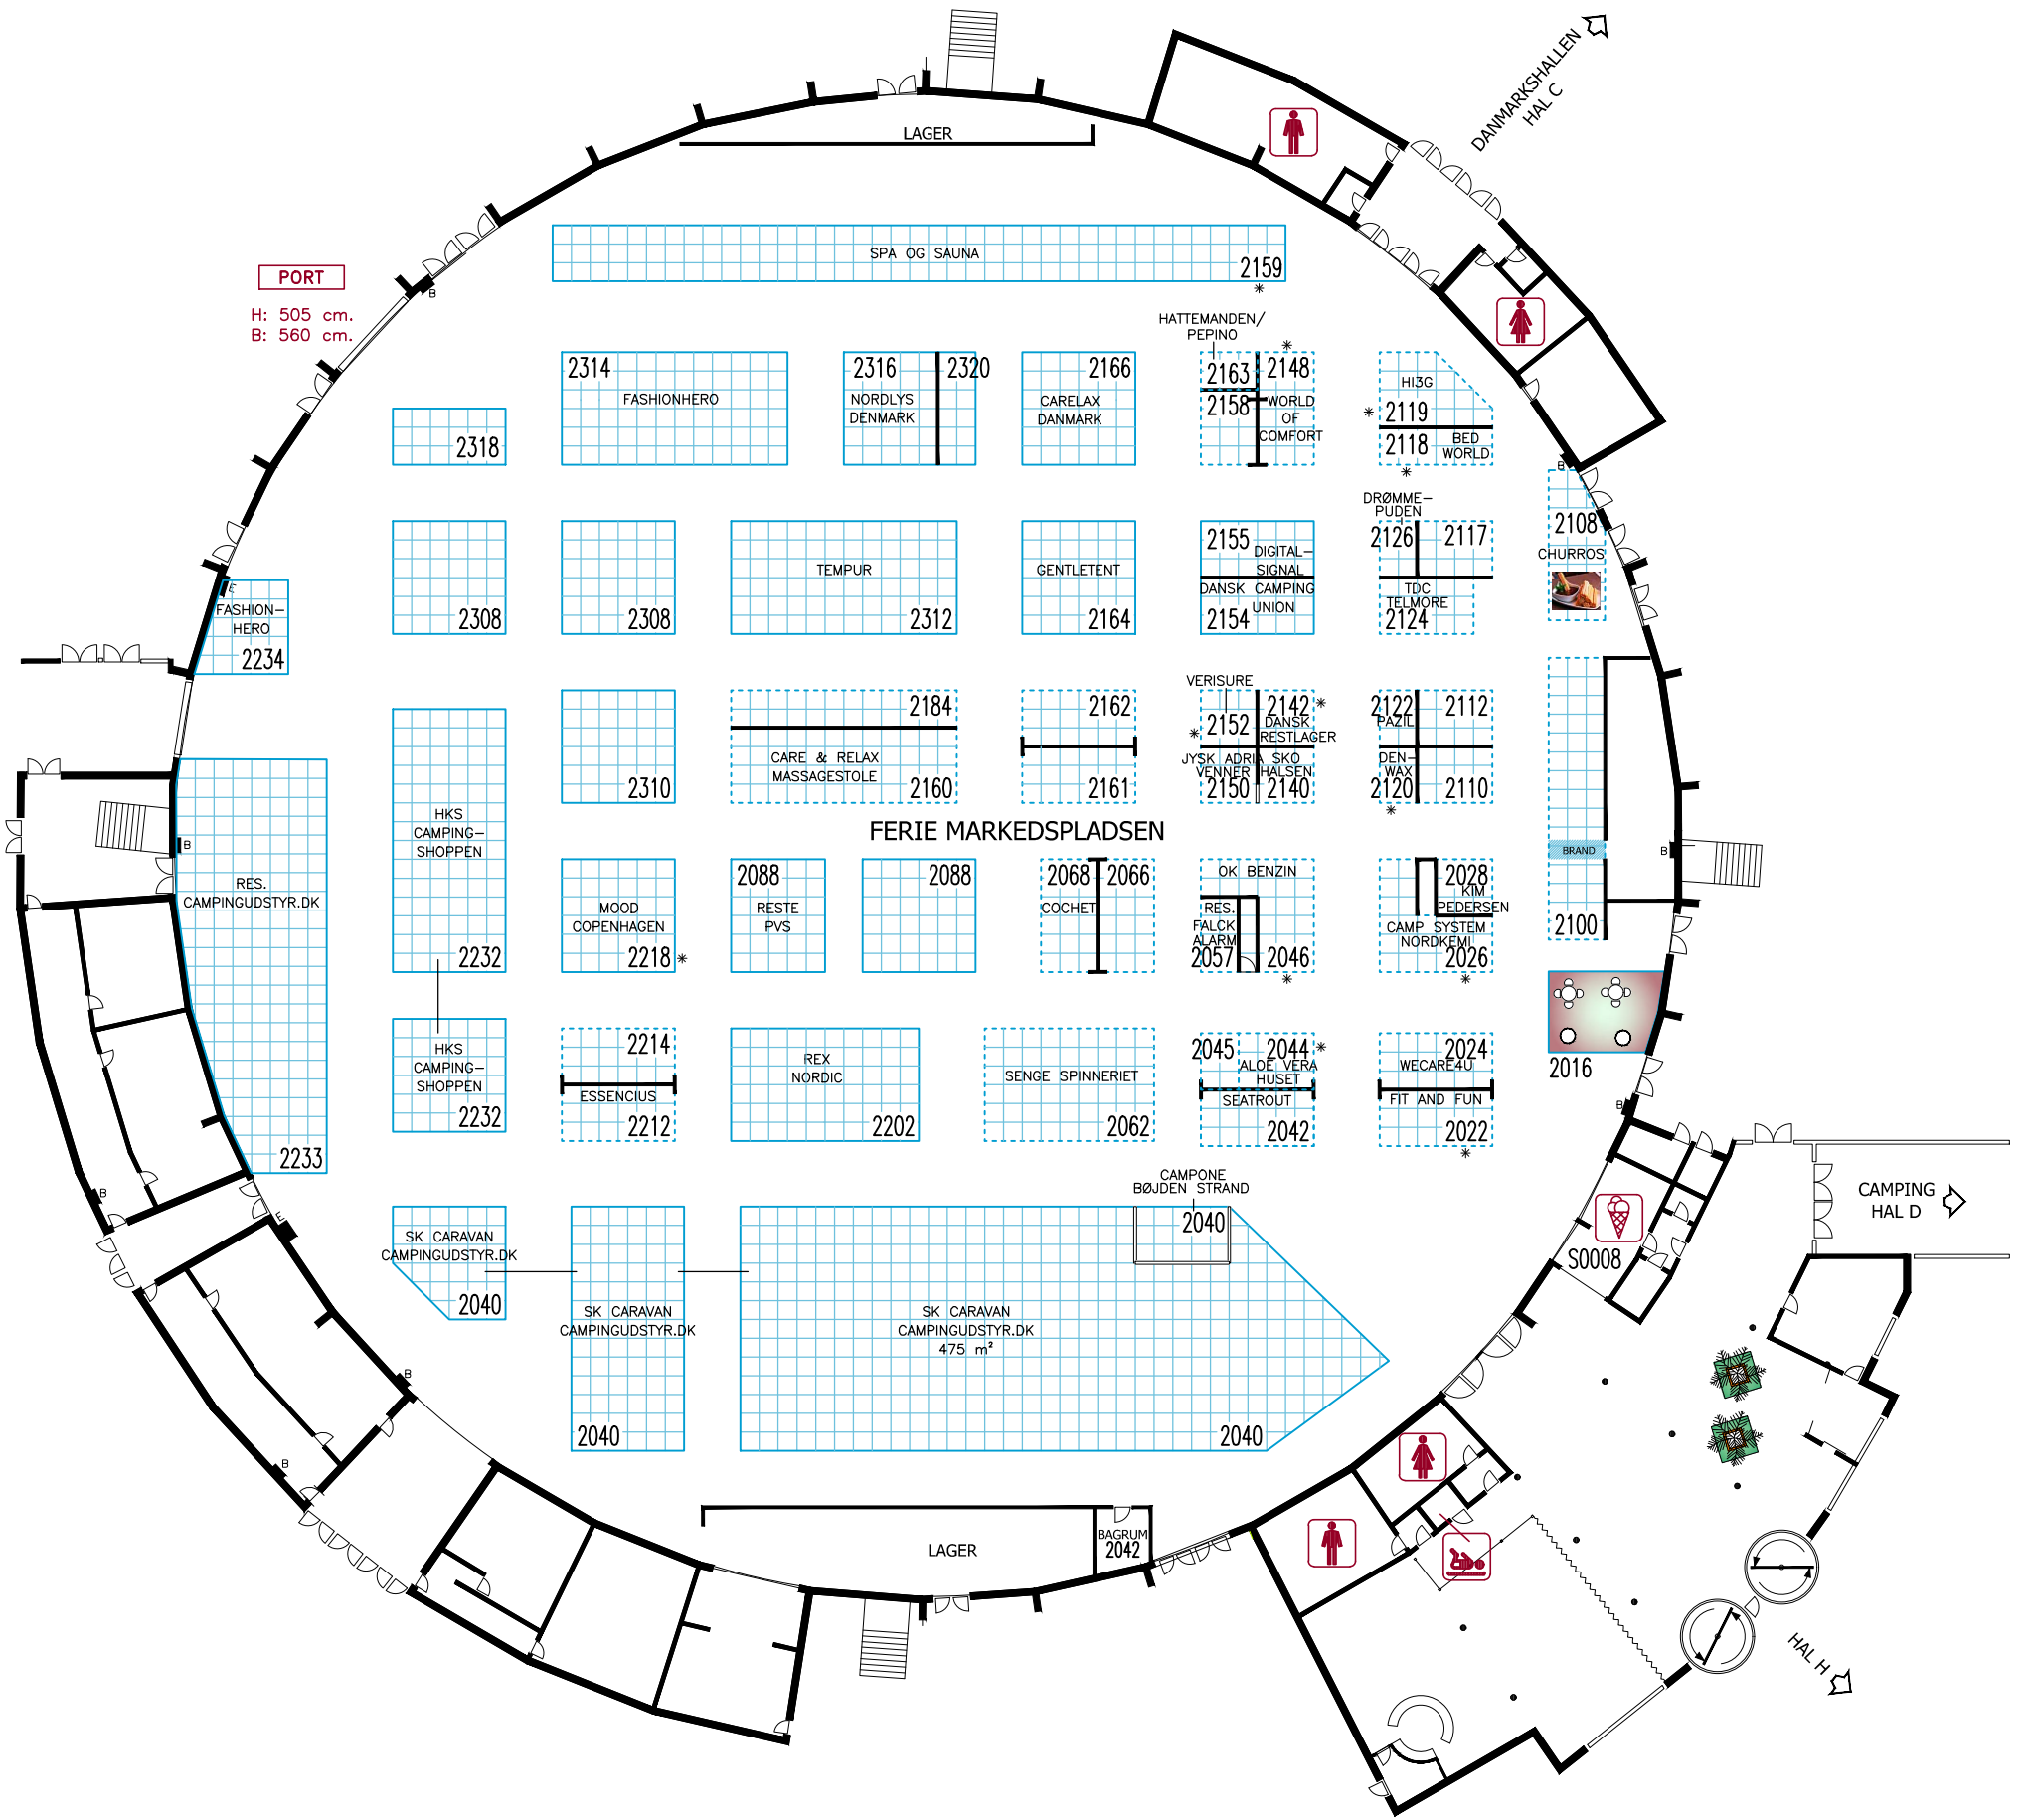 DANMARKSHALLEN
HAL C
LAGER
PORT
H: 505 cm.
B: 560 cm.
B
SPA OG SAUNA
2159
*
HATTEMANDEN/
PEPINO
*
2314
FASHIONHERO
2316
NORDLYS
DENMARK
2320
2166
CARELAX
DANMARK
2163
2158
2148
WORLD
OF
COMFORT
HI3G
* 2119
2118
BED
WORLD
*
2318
B
DRØMME-
PUDEN
2308
2308
TEMPUR
2312
GENTLETENT
2164
2155
DIGITAL-
SIGNAL
DANSK CAMPING
UNION
2154
2126
2117
TDC
TELMORE
2124
2108
CHURROS
E
FASHION-
HERO
2234
VERISURE
2310
2184
CARE & RELAX
MASSAGESTOLE
2160
2162
2161
*
2152
2142 *
DANSK
RESTLAGER
JYSK
VENNER
2150
ADRIA SKO
HALSEN
2140
2122
PAZIL
2112
DEN-
WAX
2120
2110
*
FERIE MARKEDSPLADSEN
B
RES.
CAMPINGUDSTYR.DK
2233
HKS
CAMPING-
SHOPPEN
2232
MOOD
COPENHAGEN
2218 *
2088
RESTE
PVS
2088
2068
COCHET
2066
OK BENZIN
RES.
FALCK
ALARM
2057
2046
*
2028
KIM
PEDERSEN
CAMP SYSTEM
NORDKEMI
2026
*
BRAND
B
2100
HKS
CAMPING-
SHOPPEN
2232
2214
ESSENCIUS
2212
REX
NORDIC
2202
SENGE SPINNERIET
2062
2045
2044 *
ALOE VERA
HUSET
SEATROUT
2042
2024
WECARE4U
FIT AND FUN
2022
*
2016
B
B
E
CAMPONE
BØJDEN STRAND
2040
SK CARAVAN
CAMPINGUDSTYR.DK
2040
SK CARAVAN
CAMPINGUDSTYR.DK
2040
SK CARAVAN
CAMPINGUDSTYR.DK
475 m²
2040
CAMPING
HAL D
S0008
B
B
LAGER
BAGRUM
2042
HAL H